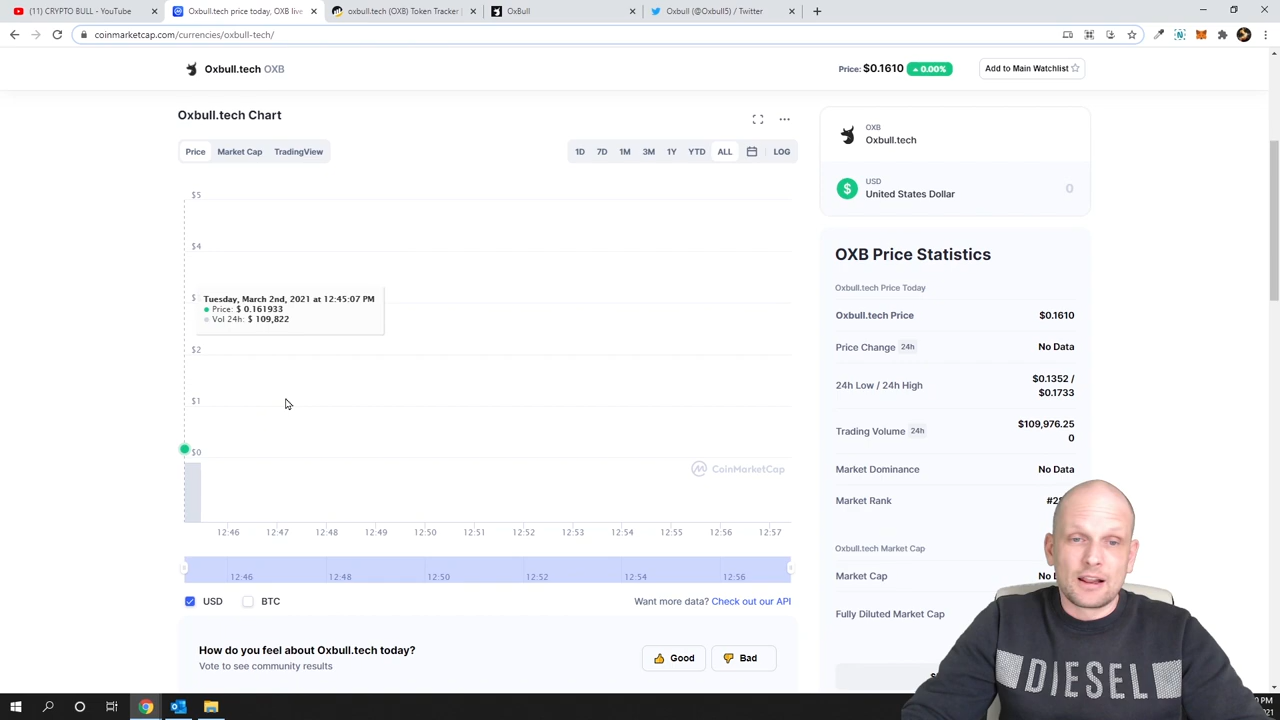 (11) CRYPTO BULL - YouTube
Oxbull.tech price today, OXB live
oxbull.tech (OXB) Token Tracker
OxBull
Oxbull (@Oxbull5) / Twitter
coinmarketcap.com/currencies/oxbull-tech/
Oxbull.tech OXB
Price: $0.1610 0.00%
Add to Main Watchlist
Oxbull.tech Chart
Price Market Cap TradingView
1D 7D 1M 3M 1Y YTD ALL LOG
$5
$4
$
Tuesday, March 2nd, 2021 at 12:45:07 PM
Price: $ 0.161933
Vol 24h: $ 109,822
$2
$1
$0
CoinMarketCap
12:46 12:47 12:48 12:49 12:50 12:51 12:52 12:53 12:54 12:55 12:56 12:57
12:46 12:48 12:50 12:52 12:54 12:56
USD BTC
Want more data? Check out our API
How do you feel about Oxbull.tech today?
Vote to see community results
Good
Bad
OXB
Oxbull.tech
USD
United States Dollar
0
OXB Price Statistics
Oxbull.tech Price Today
Oxbull.tech Price $0.1610
Price Change 24h No Data
24h Low / 24h High $0.1352 /
$0.1733
Trading Volume 24h $109,976.25
0
Market Dominance No Data
Market Rank
Oxbull.tech Market Cap
Market Cap
Fully Diluted Market Cap
DIESEL